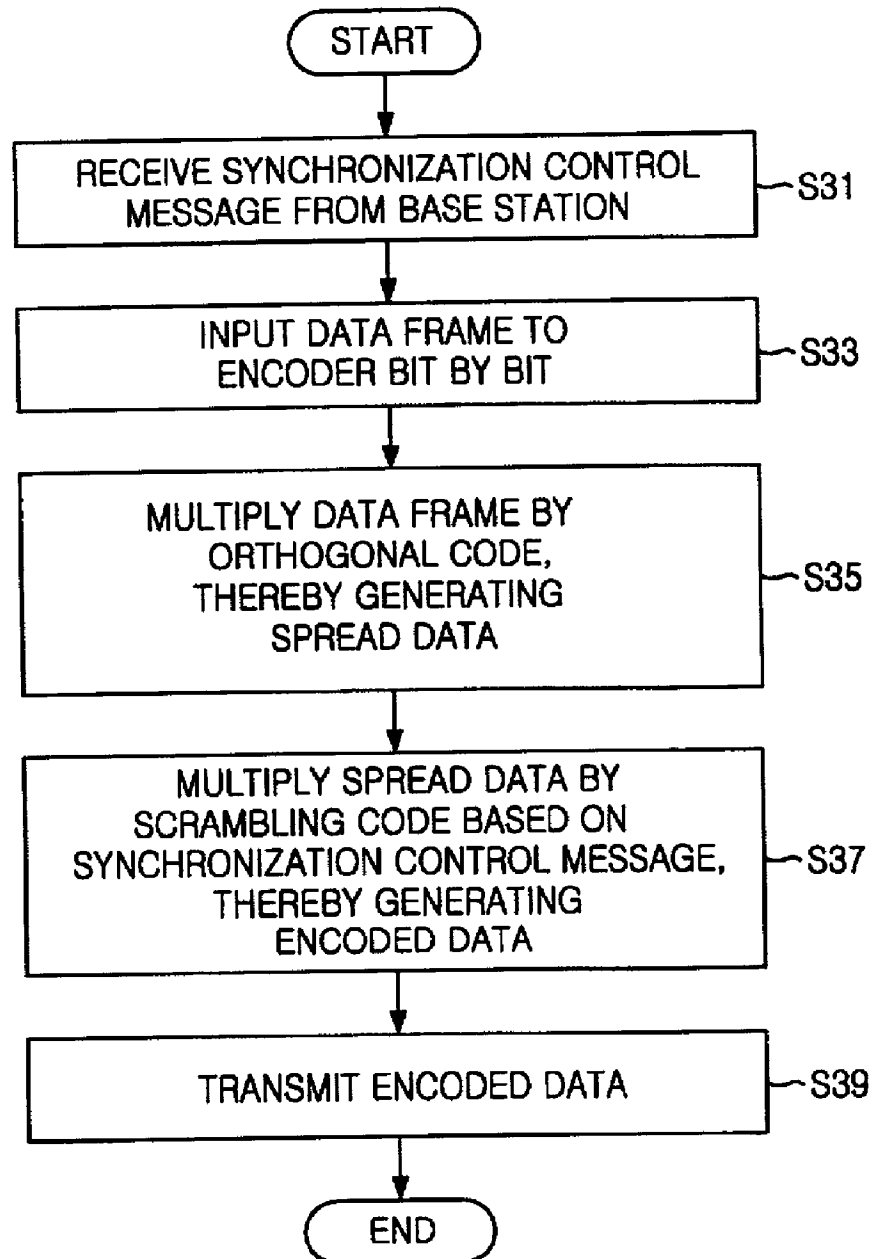 START
RECEIVE SYNCHRONIZATION CONTROL
MESSAGE FROM BASE STATION
S31
INPUT DATA FRAME TO
ENCODER BIT BY BIT
S33
MULTIPLY DATA FRAME BY
ORTHOGONAL CODE,
THEREBY GENERATING
SPREAD DATA
S35
MULTIPLY SPREAD DATA BY
SCRAMBLING CODE BASED ON
SYNCHRONIZATION CONTROL MESSAGE,
THEREBY GENERATING
ENCODED DATA
S37
TRANSMIT ENCODED DATA
S39
END